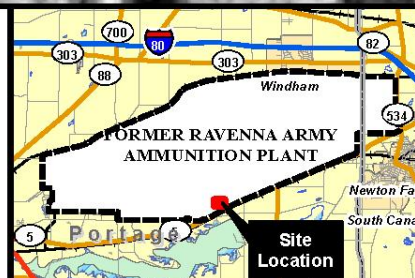 700
80
82
303
303
88
Windham
534
FORMER RAVENNA ARMY
AMMUNITION PLANT
Newton Fa
South Cana
5
Portage
5
Site
Location